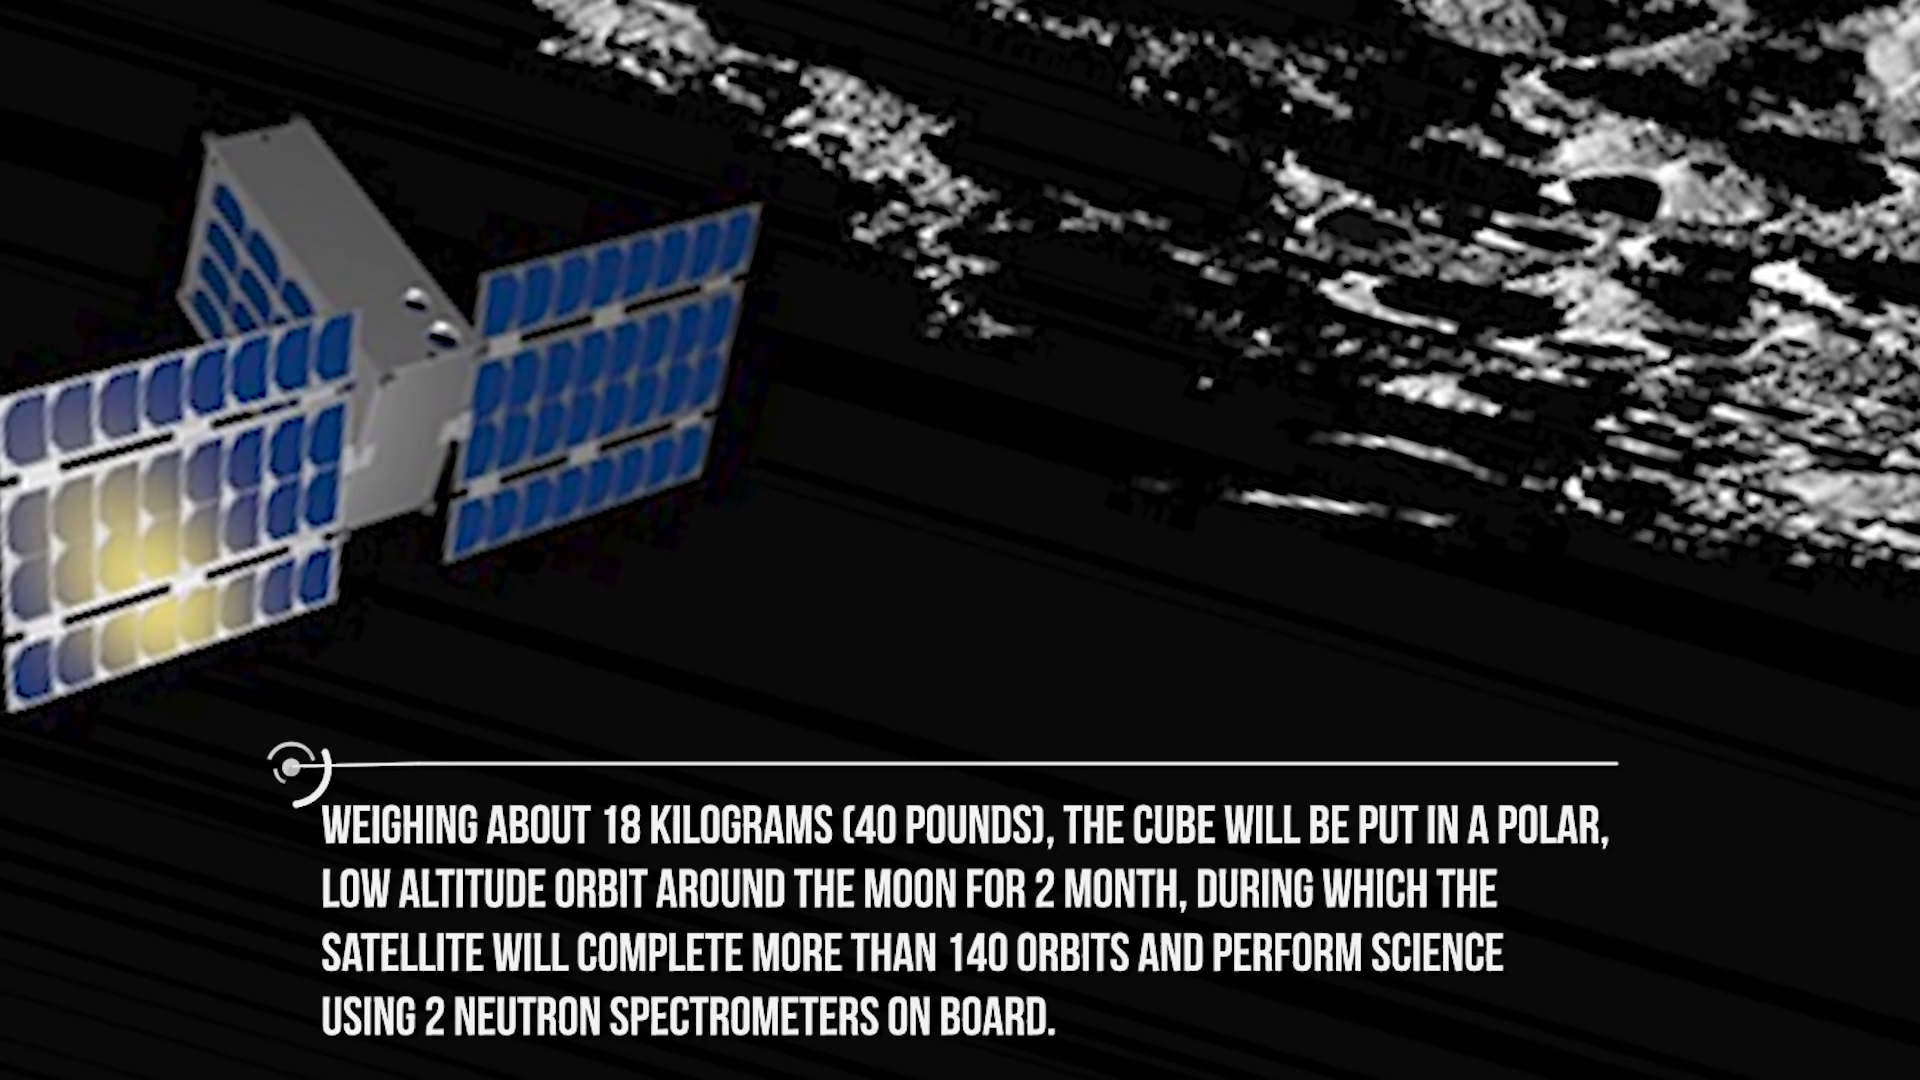 WEIGHING ABOUT 18 KILOGRAMS (40 POUNDS), THE CUBE WILL BE PUT IN A POLAR,
LOW ALTITUDE ORBIT AROUND THE MOON FOR 2 MONTH, DURING WHICH THE
SATELLITE WILL COMPLETE MORE THAN 140 ORBITS AND PERFORM SCIENCE
USING 2 NEUTRON SPECTROMETERS ON BOARD.